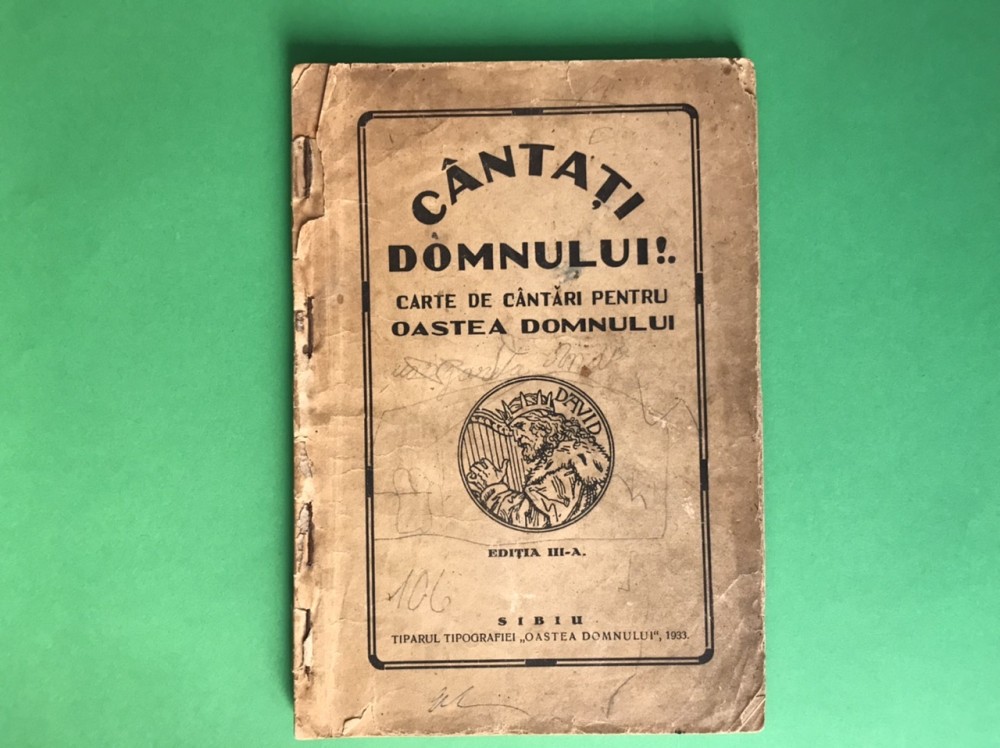 CÂNTAȚI
DOMNULUI!.
CARTE DE CÂNTĂRI PENTRU
OASTEA DOMNULUI
DAVID
EDIȚIA III-A.
106
SIBIU
TIPARUL TIPOGRAFIEI „OASTEA DOMNULUI“, 1933.